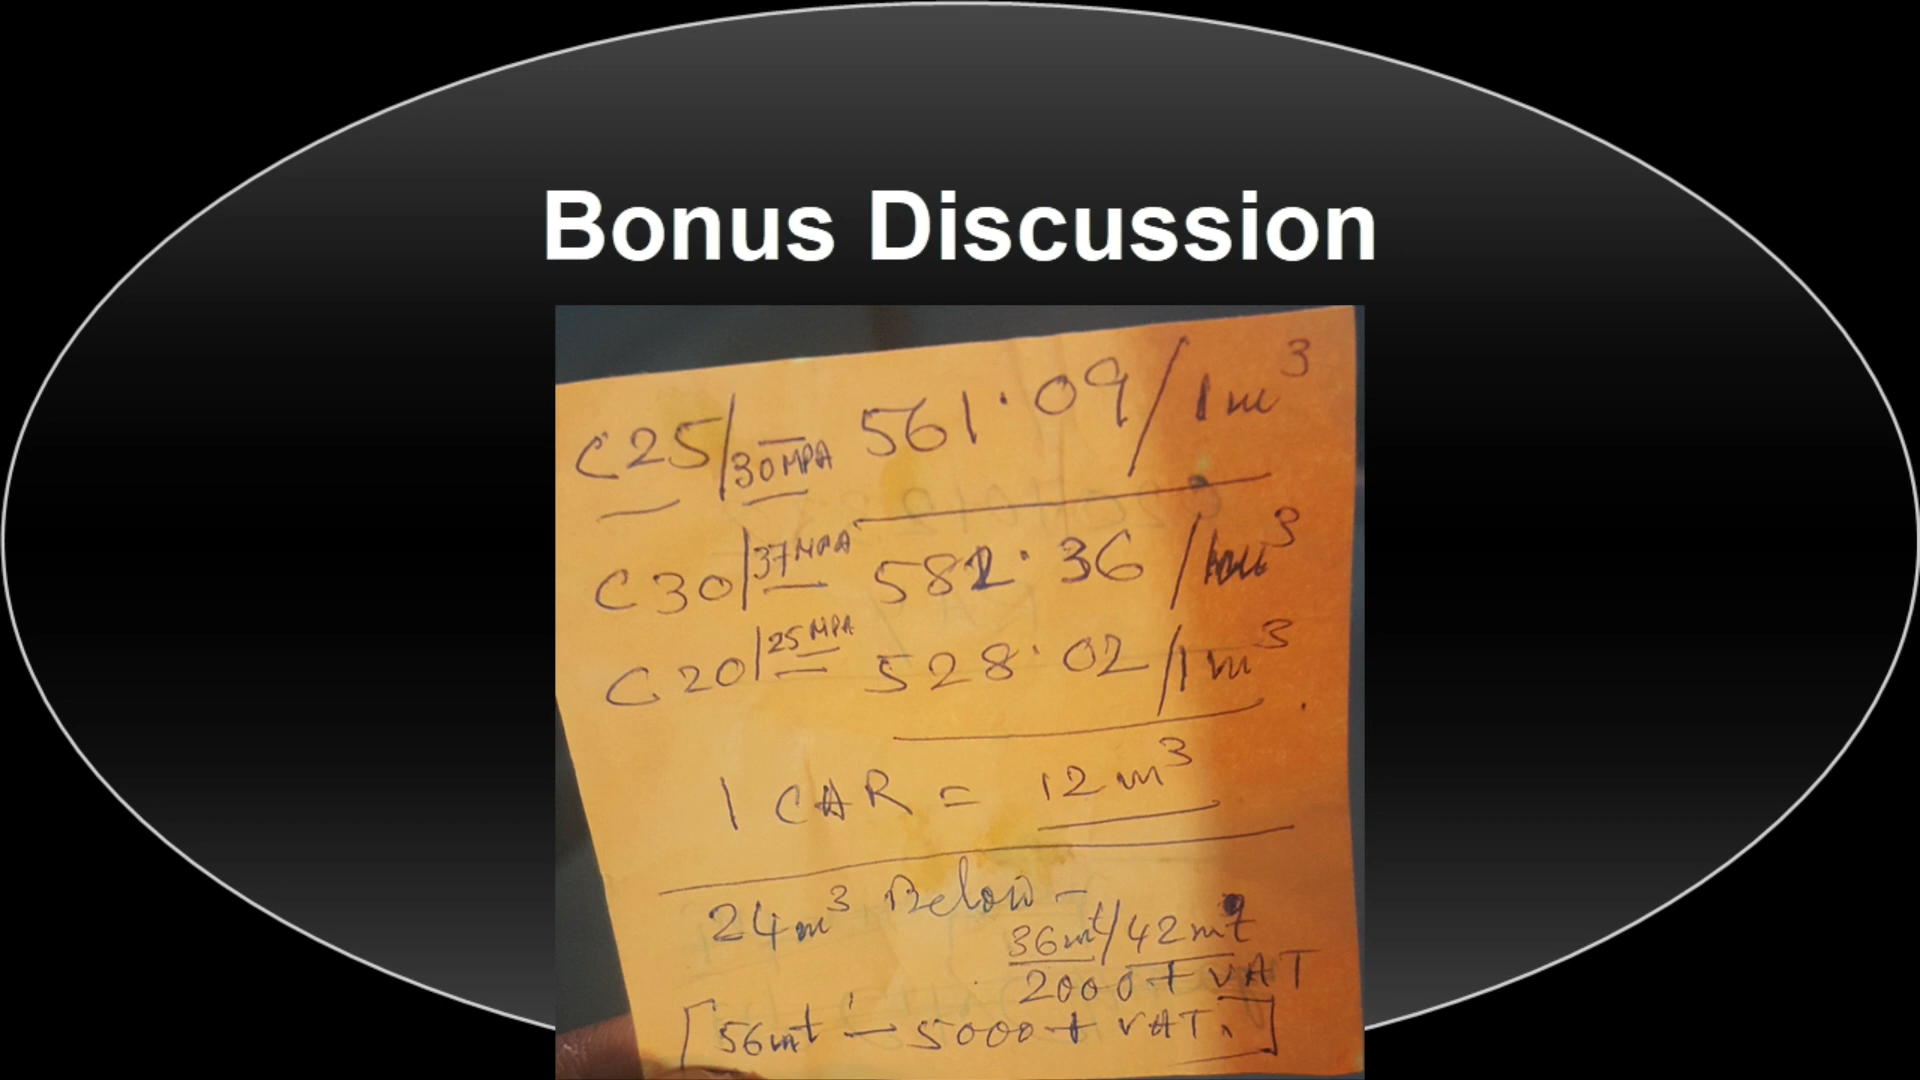 Bonus Discussion
C25/30MPA 561.09/1m³
C30/37MPA 582.36/1m³
C20/25MPA 528.02/1m³
1 CAR = 12m³
24m³ Below -
36mt/42mt
2000+VAT
[56mt - 5000+ VAT.]